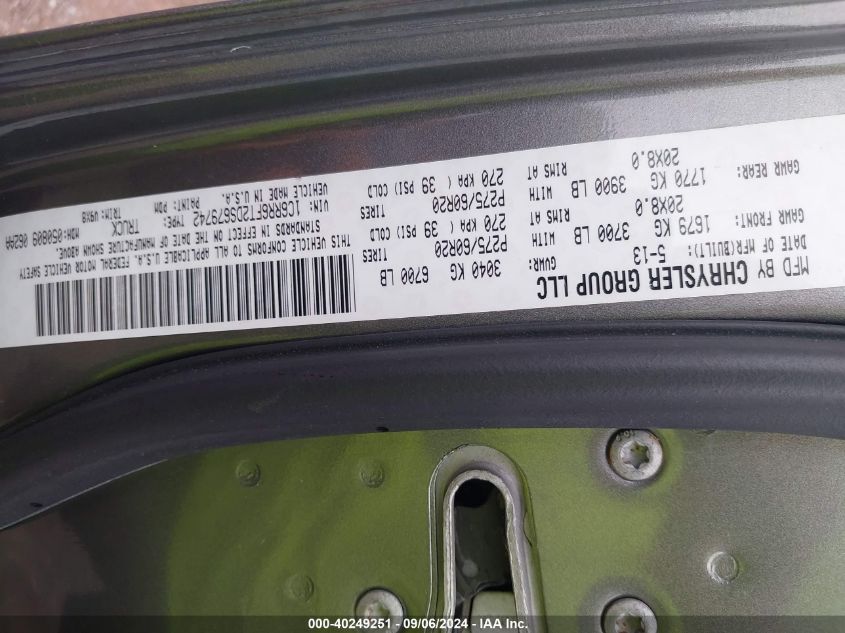 MFD BY CHRYSLER GROUP LLC
DATE OF MFR(BUILT): GVWR:
5-13 3040 KG 6700 LB
GAWR FRONT: WITH TIRES
1679 KG 3700 LB P275/60R20
RIMS AT
20X8.0 270 KPA ( 39 PSI) COLD
GAWR REAR: WITH TIRES
1770 KG 3900 LB P275/60R20
RIMS AT
20X8.0 270 KPA ( 39 PSI) COLD
THIS VEHICLE CONFORMS TO ALL APPLICABLE U.S.A. FEDERAL MOTOR VEHICLE SAFETY
STANDARDS IN EFFECT ON THE DATE OF MANUFACTURE SHOWN ABOVE
VIN: 1C6RR6FT2DS679742 TYPE: TRUCK MDH: 050809 002AA
VEHICLE MADE IN U.S.A. PAINT: PDM TRIM: V9X8
000-40249251 - 09/06/2024 - IAA Inc.